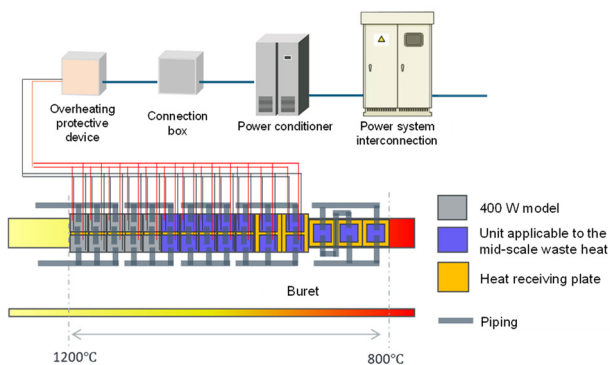 Overheating
protective
device
Connection
box
Power conditioner
Power system
interconnection
400 W model
Unit applicable to the
mid-scale waste heat
Heat receiving plate
Buret
Piping
1200℃
800℃